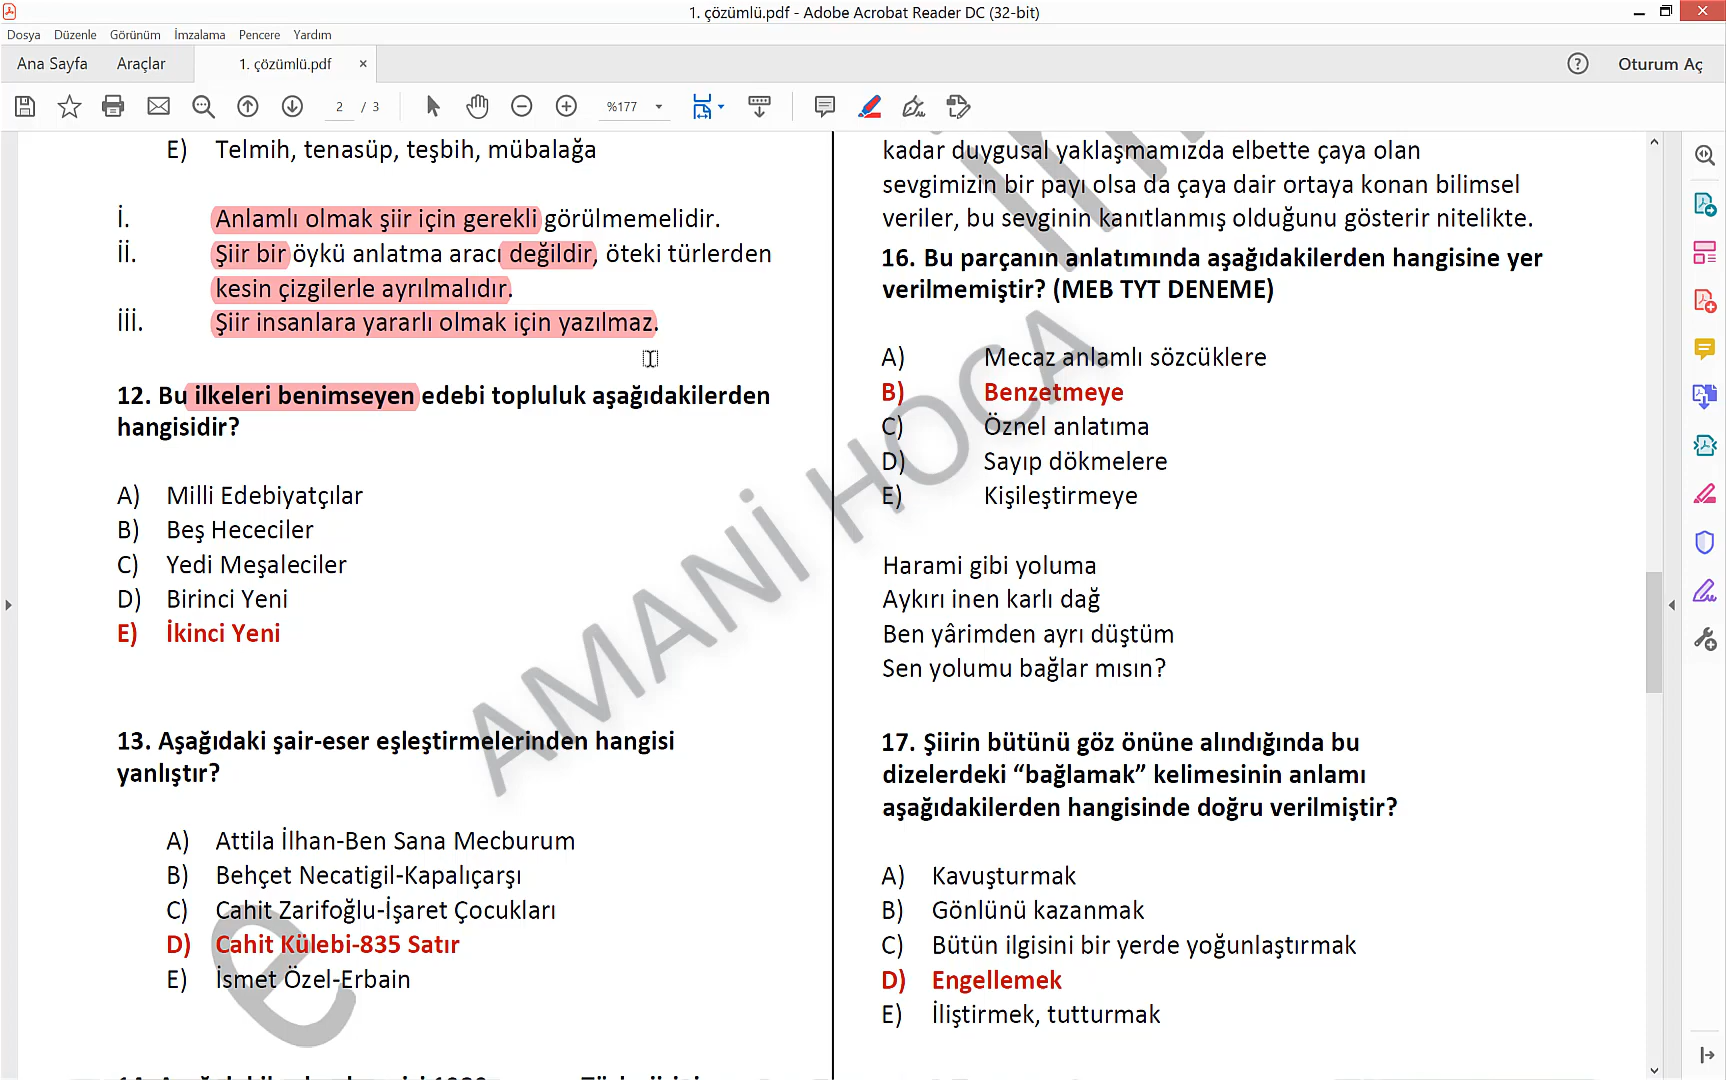 1. çözümlü.pdf - Adobe Acrobat Reader DC (32-bit)
Dosya Düzenle Görünüm İmzalama Pencere Yardım
Ana Sayfa Araçlar 1. çözümlü.pdf × Oturum Aç
2 / 3 %177
E) Telmih, tenasüp, teşbih, mübalağa
İ. Anlamlı olmak şiir için gerekli görülmemelidir.
İİ. Şiir bir öykü anlatma aracı değildir, öteki türlerden
kesin çizgilerle ayrılmalıdır.
İİİ. Şiir insanlara yararlı olmak için yazılmaz.
12. Bu ilkeleri benimseyen edebi topluluk aşağıdakilerden
hangisidir?
A) Milli Edebiyatçılar
B) Beş Hececiler
C) Yedi Meşaleciler
D) Birinci Yeni
E) İkinci Yeni
13. Aşağıdaki şair-eser eşleştirmelerinden hangisi
yanlıştır?
A) Attila İlhan-Ben Sana Mecburum
B) Behçet Necatigil-Kapalıçarşı
C) Cahit Zarifoğlu-İşaret Çocukları
D) Cahit Külebi-835 Satır
E) İsmet Özel-Erbain
kadar duygusal yaklaşmamızda elbette çaya olan
sevgimizin bir payı olsa da çaya dair ortaya konan bilimsel
veriler, bu sevginin kanıtlanmış olduğunu gösterir nitelikte.
16. Bu parçanın anlatımında aşağıdakilerden hangisine yer
verilmemiştir? (MEB TYT DENEME)
A) Mecaz anlamlı sözcüklere
B) Benzetmeye
C) Öznel anlatıma
D) Sayıp dökmelere
E) Kişileştirmeye
Harami gibi yoluma
Aykırı inen karlı dağ
Ben yârimden ayrı düştüm
Sen yolumu bağlar mısın?
17. Şiirin bütünü göz önüne alındığında bu
dizelerdeki “bağlamak” kelimesinin anlamı
aşağıdakilerden hangisinde doğru verilmiştir?
A) Kavuşturmak
B) Gönlünü kazanmak
C) Bütün ilgisini bir yerde yoğunlaştırmak
D) Engellemek
E) İliştirmek, tutturmak
AMANİ HOCA